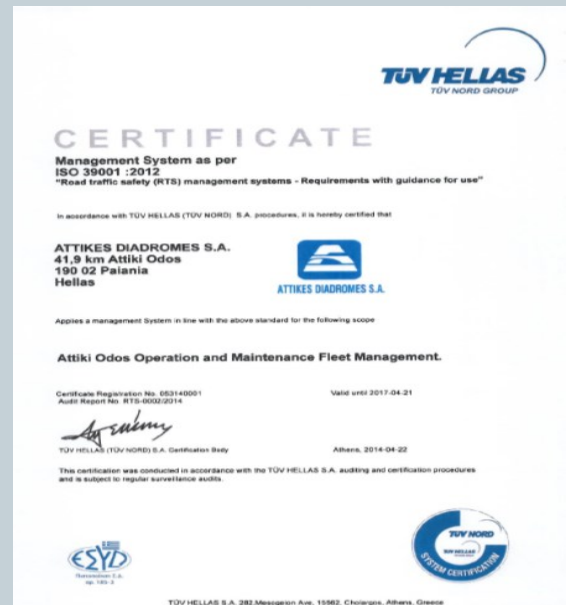 TÜV HELLAS
TÜV NORD GROUP
CERTIFICATE
Management System as per
ISO 39001 :2012
"Road traffic safety (RTS) management systems - Requirements with guidance for use"
In accordance with TÜV HELLAS (TÜV NORD) S.A. procedures, it is hereby certified that
ATTIKES DIADROMES S.A.
41,9 km Attiki Odos
190 02 Paiania
Hellas
ATTIKES DIADROMES S.A.
Applies a management System in line with the above standard for the following scope
Attiki Odos Operation and Maintenance Fleet Management.
Certificate Registration No. 053140001
Audit Report No. RTS-0002/2014
Valid until 2017-04-21
TÜV HELLAS (TÜV NORD) S.A. Certification Body
Athens, 2014-04-22
This certification was conducted in accordance with the TÜV HELLAS S.A. auditing and certification procedures
and is subject to regular surveillance audits.
ΕΣΥΔ
TÜV NORD
TÜV HELLAS
SYSTEM CERTIFICATION
TÜV HELLAS S.A. 282,Mesogeion Ave, 15562, Cholargos, Athens, Greece